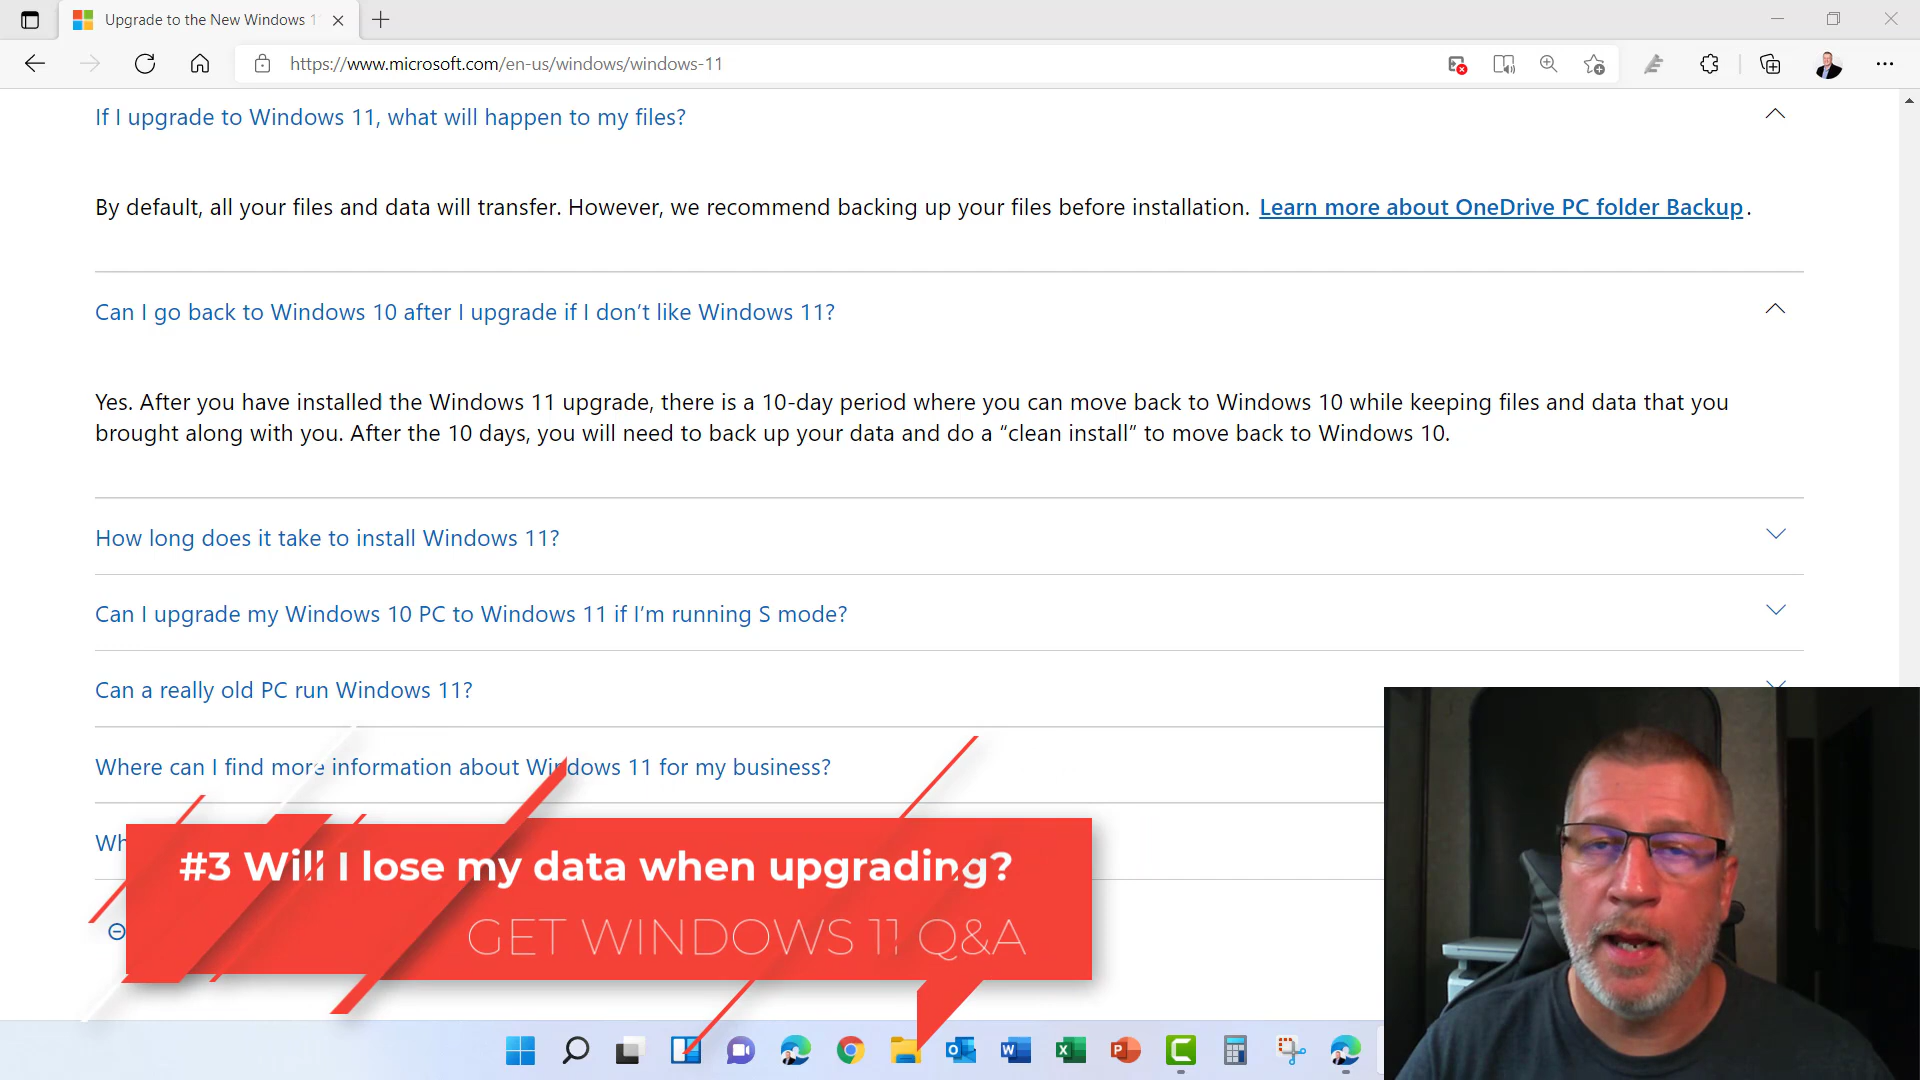 Upgrade to the New Windows 1
https://www.microsoft.com/en-us/windows/windows-11
If I upgrade to Windows 11, what will happen to my files?
By default, all your files and data will transfer. However, we recommend backing up your files before installation. Learn more about OneDrive PC folder Backup.
Can I go back to Windows 10 after I upgrade if I don’t like Windows 11?
Yes. After you have installed the Windows 11 upgrade, there is a 10-day period where you can move back to Windows 10 while keeping files and data that you
brought along with you. After the 10 days, you will need to back up your data and do a “clean install” to move back to Windows 10.
How long does it take to install Windows 11?
Can I upgrade my Windows 10 PC to Windows 11 if I’m running S mode?
Can a really old PC run Windows 11?
Where can I find more information about Windows 11 for my business?
Wh
#3 Will I lose my data when upgrading?
GET WINDOWS 11 Q&A